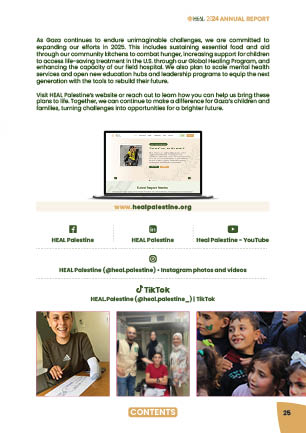 HEAL 2024 ANNUAL REPORT
As Gaza continues to endure unimaginable challenges, we are committed to
expanding our efforts in 2025. This includes sustaining essential food and aid
through our community kitchens to combat hunger, increasing support for children
to access life-saving treatment in the U.S. through our Global Healing Program, and
enhancing the capacity of our field hospital. We also plan to scale mental health
services and open new education hubs and leadership programs to equip the next
generation with the tools to rebuild their future.
Visit HEAL Palestine's website or reach out to learn how you can help us bring these
plans to life. Together, we can continue to make a difference for Gaza's children and
families, turning challenges into opportunities for a brighter future.
www.healpalestine.org
HEAL Palestine
HEAL Palestine
Heal Palestine - YouTube
HEAL Palestine (@heal.palestine) • Instagram photos and videos
TikTok
HEAL.Palestine (@heal.palestine_) | TikTok
CONTENTS
25